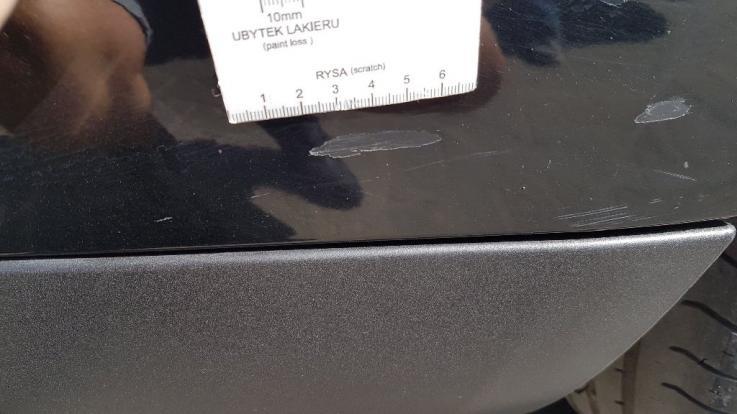 10mm
UBYTEK LAKIERU
(paint loss )
RYSA (scratch)
1 2 3 4 5 6